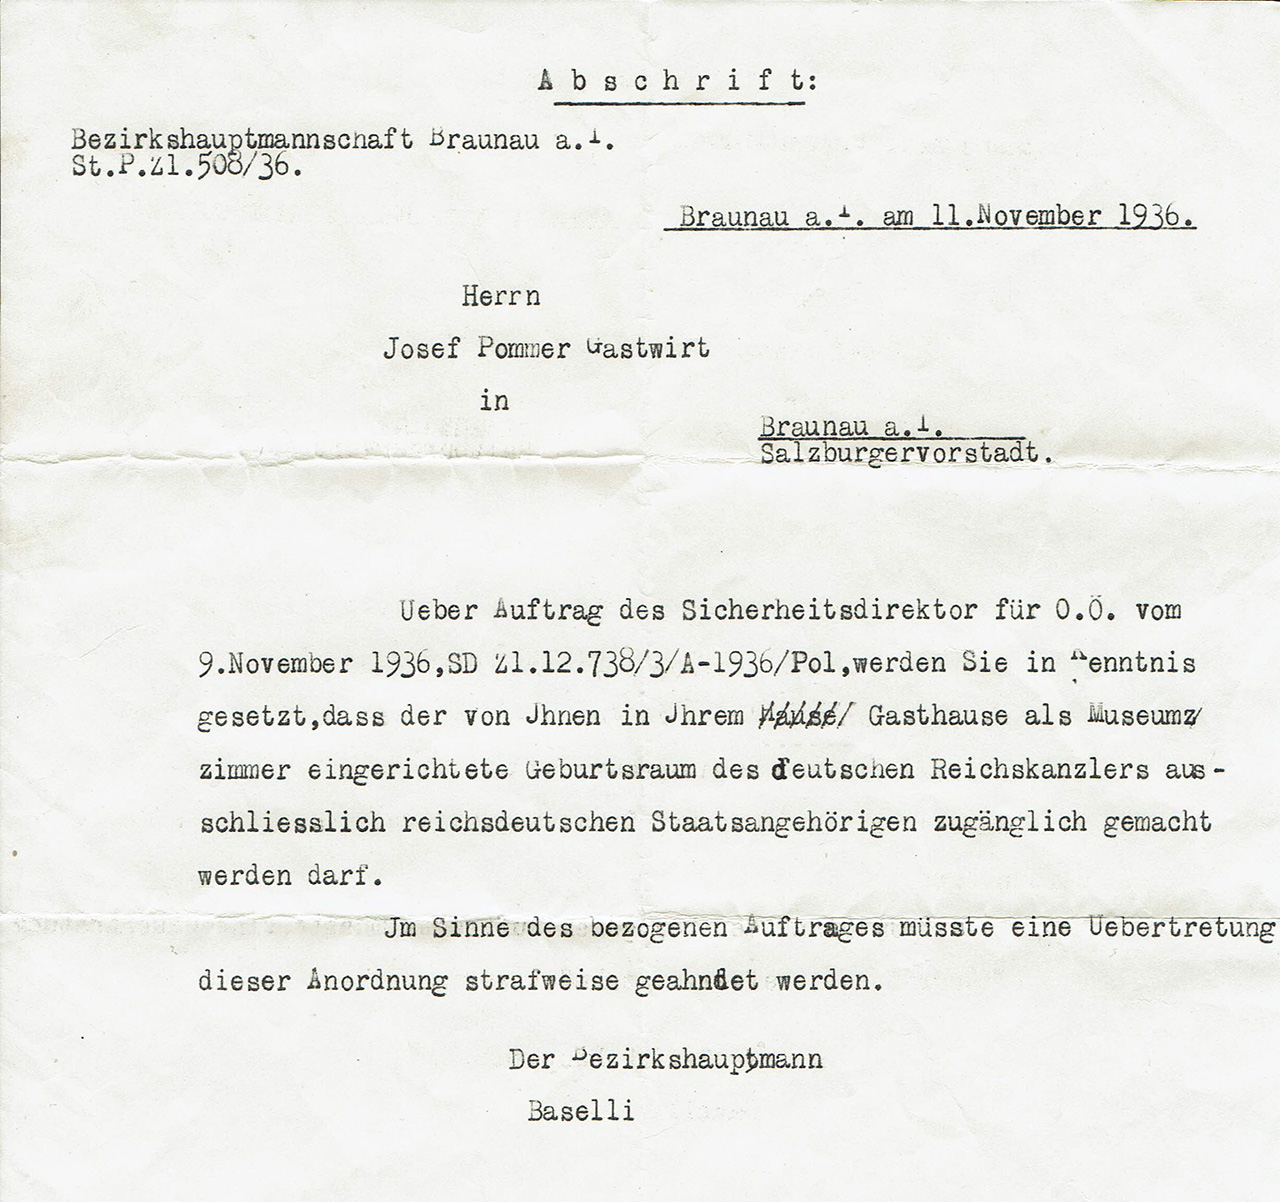 Abschrift:
Bezirkshauptmannschaft Braunau a.I.
St.P.Zl.508/36.
Braunau a.I. am 11.November 1936.
Herrn
Josef Pommer Gastwirt
in
Braunau a.I.
Salzburgervorstadt.
Ueber Auftrag des Sicherheitsdirektor für O.Ö. vom
9.November 1936,SD Zl.12.738/3/A-1936/Pol,werden Sie in Kenntnis
gesetzt,dass der von Jhnen in Jhrem Hause Gasthause als Museumz
zimmer eingerichtete Geburtsraum des deutschen Reichskanzlers aus-
schliesslich reichsdeutschen Staatsangehörigen zugänglich gemacht
werden darf.
Jm Sinne des bezogenen Auftrages müsste eine Uebertretung
dieser Anordnung strafweise geahndet werden.
Der Bezirkshauptmann
Baselli